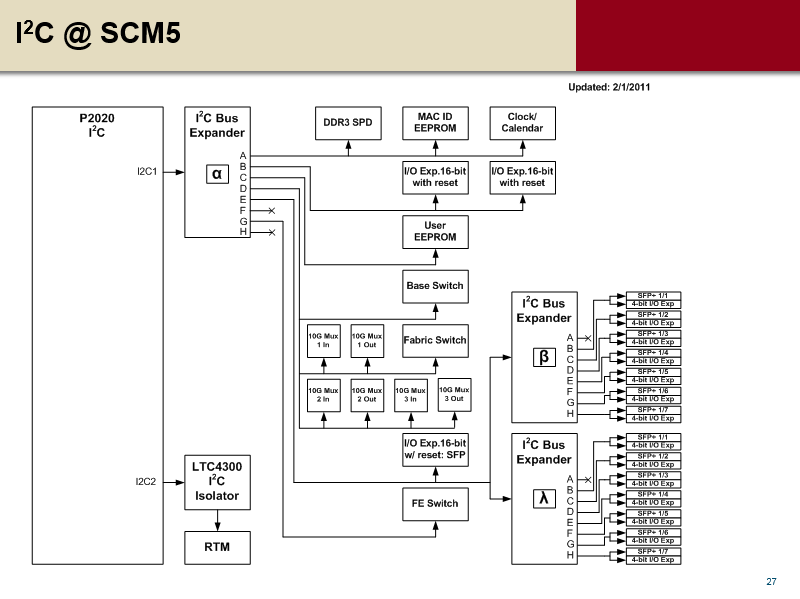 I²C @ SCM5
Updated: 2/1/2011
P2020
I²C
I2C1
I2C2
I²C Bus
Expander
α
A
B
C
D
E
F
G
H
DDR3 SPD
MAC ID
EEPROM
Clock/
Calendar
I/O Exp.16-bit
with reset
I/O Exp.16-bit
with reset
User
EEPROM
Base Switch
10G Mux
1 In
10G Mux
1 Out
Fabric Switch
10G Mux
2 In
10G Mux
2 Out
10G Mux
3 In
10G Mux
3 Out
I/O Exp.16-bit
w/ reset: SFP
FE Switch
LTC4300
I²C
Isolator
RTM
I²C Bus
Expander
β
A
B
C
D
E
F
G
H
SFP+ 1/1
4-bit I/O Exp
SFP+ 1/2
4-bit I/O Exp
SFP+ 1/3
4-bit I/O Exp
SFP+ 1/4
4-bit I/O Exp
SFP+ 1/5
4-bit I/O Exp
SFP+ 1/6
4-bit I/O Exp
SFP+ 1/7
4-bit I/O Exp
I²C Bus
Expander
λ
A
B
C
D
E
F
G
H
SFP+ 1/1
4-bit I/O Exp
SFP+ 1/2
4-bit I/O Exp
SFP+ 1/3
4-bit I/O Exp
SFP+ 1/4
4-bit I/O Exp
SFP+ 1/5
4-bit I/O Exp
SFP+ 1/6
4-bit I/O Exp
SFP+ 1/7
4-bit I/O Exp
27